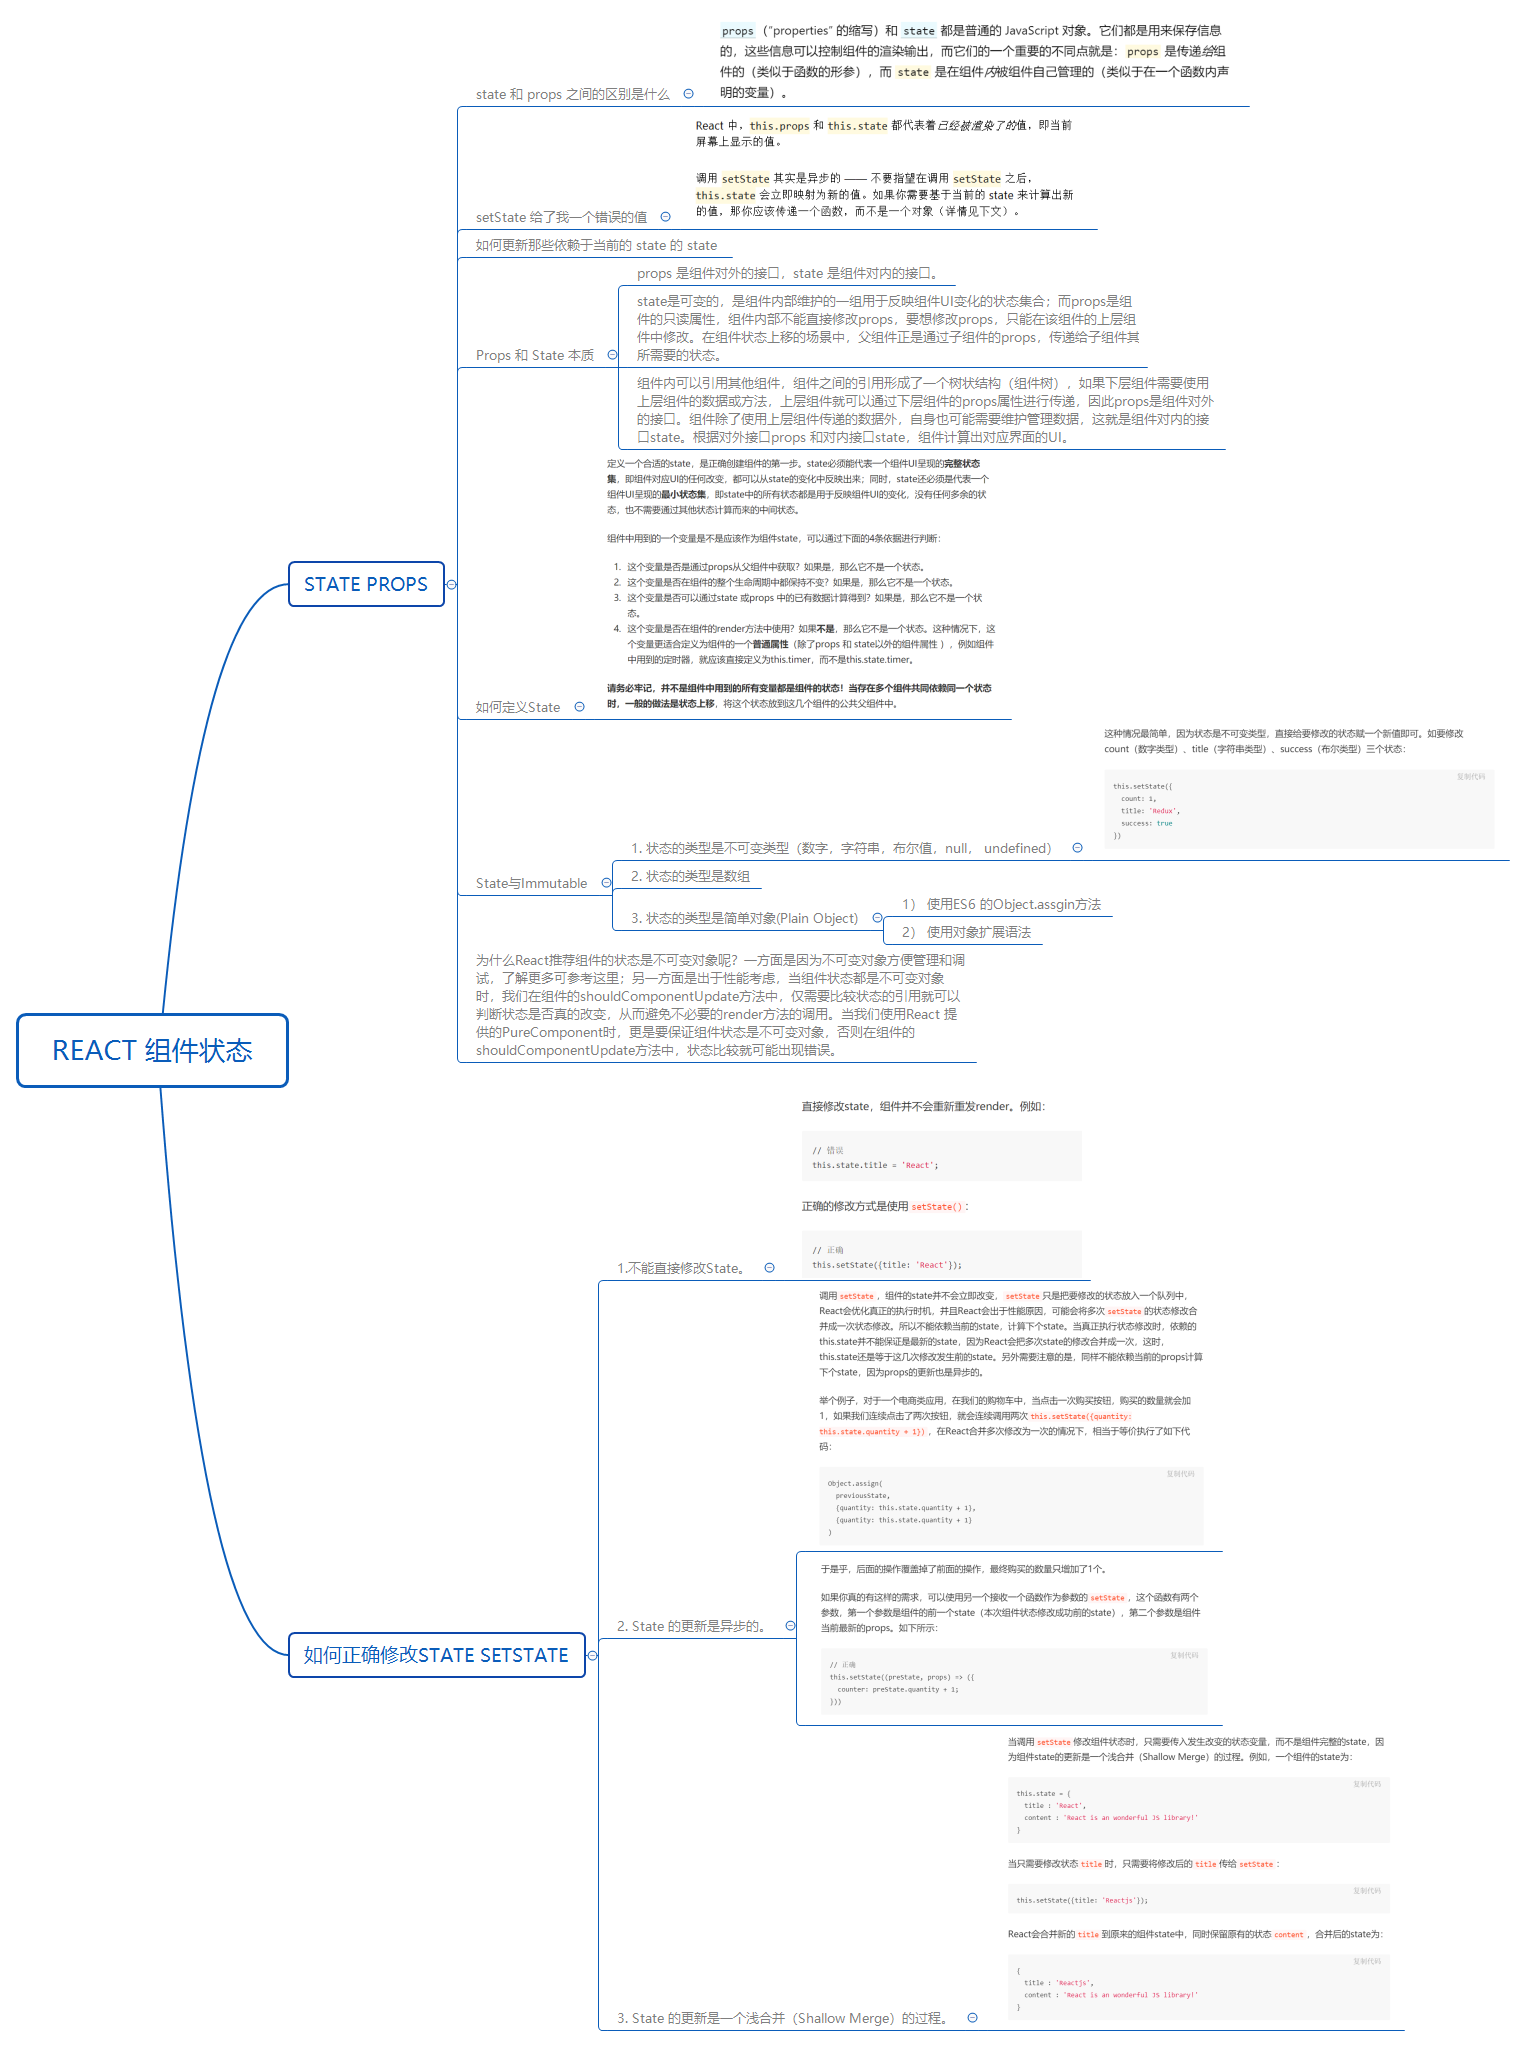 REACT 组件状态
STATE PROPS
state 和 props 之间的区别是什么
props（“properties” 的缩写）和 state 都是普通的 JavaScript 对象。它们都是用来保存信息
的，这些信息可以控制组件的渲染输出，而它们的一个重要的不同点就是：props 是传递给组
件的（类似于函数的形参），而 state 是在组件内被组件自己管理的（类似于在一个函数内声
明的变量）。
setState 给了我一个错误的值
React 中，this.props 和 this.state 都代表着已经被渲染了的值，即当前
屏幕上显示的值。
调用 setState 其实是异步的 —— 不要指望在调用 setState 之后，
this.state 会立即映射为新的值。如果你需要基于当前的 state 来计算出新
的值，那你应该传递一个函数，而不是一个对象（详情见下文）。
如何更新那些依赖于当前的 state 的 state
Props 和 State 本质
props 是组件对外的接口，state 是组件对内的接口。
state是可变的，是组件内部维护的一组用于反映组件UI变化的状态集合；而props是组
件的只读属性，组件内部不能直接修改props，要想修改props，只能在该组件的上层组
件中修改。在组件状态上移的场景中，父组件正是通过子组件的props，传递给子组件其
所需要的状态。
组件内可以引用其他组件，组件之间的引用形成了一个树状结构（组件树），如果下层组件需要使用
上层组件的数据或方法，上层组件就可以通过下层组件的props属性进行传递，因此props是组件对外
的接口。组件除了使用上层组件传递的数据外，自身也可能需要维护管理数据，这就是组件对内的接
口state。根据对外接口props 和对内接口state，组件计算出对应界面的UI。
如何定义State
定义一个合适的state，是正确创建组件的第一步。state必须能代表一个组件UI呈现的完整状态
集，即组件对应UI的任何改变，都可以从state的变化中反映出来；同时，state还必须是代表一个
组件UI呈现的最小状态集，即state中的所有状态都是用于反映组件UI的变化，没有任何多余的状
态，也不需要通过其他状态计算而来的中间状态。
组件中用到的一个变量是不是应该作为组件state，可以通过下面的4条依据进行判断：
1. 这个变量是否是通过props从父组件中获取？如果是，那么它不是一个状态。
2. 这个变量是否在组件的整个生命周期中都保持不变？如果是，那么它不是一个状态。
3. 这个变量是否可以通过state 或props 中的已有数据计算得到？如果是，那么它不是一个状
态。
4. 这个变量是否在组件的render方法中使用？如果不是，那么它不是一个状态。这种情况下，这
个变量更适合定义为组件的一个普通属性（除了props 和 state以外的组件属性 ），例如组件
中用到的定时器，就应该直接定义为this.timer，而不是this.state.timer。
请务必牢记，并不是组件中用到的所有变量都是组件的状态！当存在多个组件共同依赖同一个状态
时，一般的做法是状态上移，将这个状态放到这几个组件的公共父组件中。
State与Immutable
1. 状态的类型是不可变类型（数字，字符串，布尔值，null， undefined）
这种情况最简单，因为状态是不可变类型，直接给要修改的状态赋一个新值即可。如要修改
count（数字类型）、title（字符串类型）、success（布尔类型）三个状态：
复制代码
this.setState({
count: 1,
title: 'Redux',
success: true
})
2. 状态的类型是数组
3. 状态的类型是简单对象(Plain Object)
1） 使用ES6 的Object.assgin方法
2） 使用对象扩展语法
为什么React推荐组件的状态是不可变对象呢？一方面是因为不可变对象方便管理和调
试，了解更多可参考这里；另一方面是出于性能考虑，当组件状态都是不可变对象
时，我们在组件的shouldComponentUpdate方法中，仅需要比较状态的引用就可以
判断状态是否真的改变，从而避免不必要的render方法的调用。当我们使用React 提
供的PureComponent时，更是要保证组件状态是不可变对象，否则在组件的
shouldComponentUpdate方法中，状态比较就可能出现错误。
如何正确修改STATE SETSTATE
1.不能直接修改State。
直接修改state，组件并不会重新重发render。例如：
// 错误
this.state.title = 'React';
正确的修改方式是使用 setState()：
// 正确
this.setState({title: 'React'});
2. State 的更新是异步的。
调用 setState，组件的state并不会立即改变，setState 只是把要修改的状态放入一个队列中，
React会优化真正的执行时机，并且React会出于性能原因，可能会将多次 setState 的状态修改合
并成一次状态修改。所以不能依赖当前的state，计算下个state。当真正执行状态修改时，依赖的
this.state并不能保证是最新的state，因为React会把多次state的修改合并成一次，这时，
this.state还是等于这几次修改发生前的state。另外需要注意的是，同样不能依赖当前的props计算
下个state，因为props的更新也是异步的。
举个例子，对于一个电商类应用，在我们的购物车中，当点击一次购买按钮，购买的数量就会加
1，如果我们连续点击了两次按钮，就会连续调用两次 this.setState({quantity:
this.state.quantity + 1})，在React合并多次修改为一次的情况下，相当于等价执行了如下代
码：
复制代码
Object.assign(
previousState,
{quantity: this.state.quantity + 1},
{quantity: this.state.quantity + 1}
)
于是乎，后面的操作覆盖掉了前面的操作，最终购买的数量只增加了1个。
如果你真的有这样的需求，可以使用另一个接收一个函数作为参数的 setState，这个函数有两个
参数，第一个参数是组件的前一个state（本次组件状态修改成功前的state），第二个参数是组件
当前最新的props。如下所示：
复制代码
// 正确
this.setState((preState, props) => ({
counter: preState.quantity + 1;
}))
3. State 的更新是一个浅合并（Shallow Merge）的过程。
当调用 setState 修改组件状态时，只需要传入发生改变的状态变量，而不是组件完整的state，因
为组件state的更新是一个浅合并（Shallow Merge）的过程。例如，一个组件的state为：
复制代码
this.state = {
title : 'React',
content : 'React is an wonderful JS library!'
}
当只需要修改状态 title 时，只需要将修改后的 title 传给 setState：
复制代码
this.setState({title: 'Reactjs'});
React会合并新的 title 到原来的组件state中，同时保留原有的状态 content，合并后的state为：
复制代码
{
title : 'Reactjs',
content : 'React is an wonderful JS library!'
}